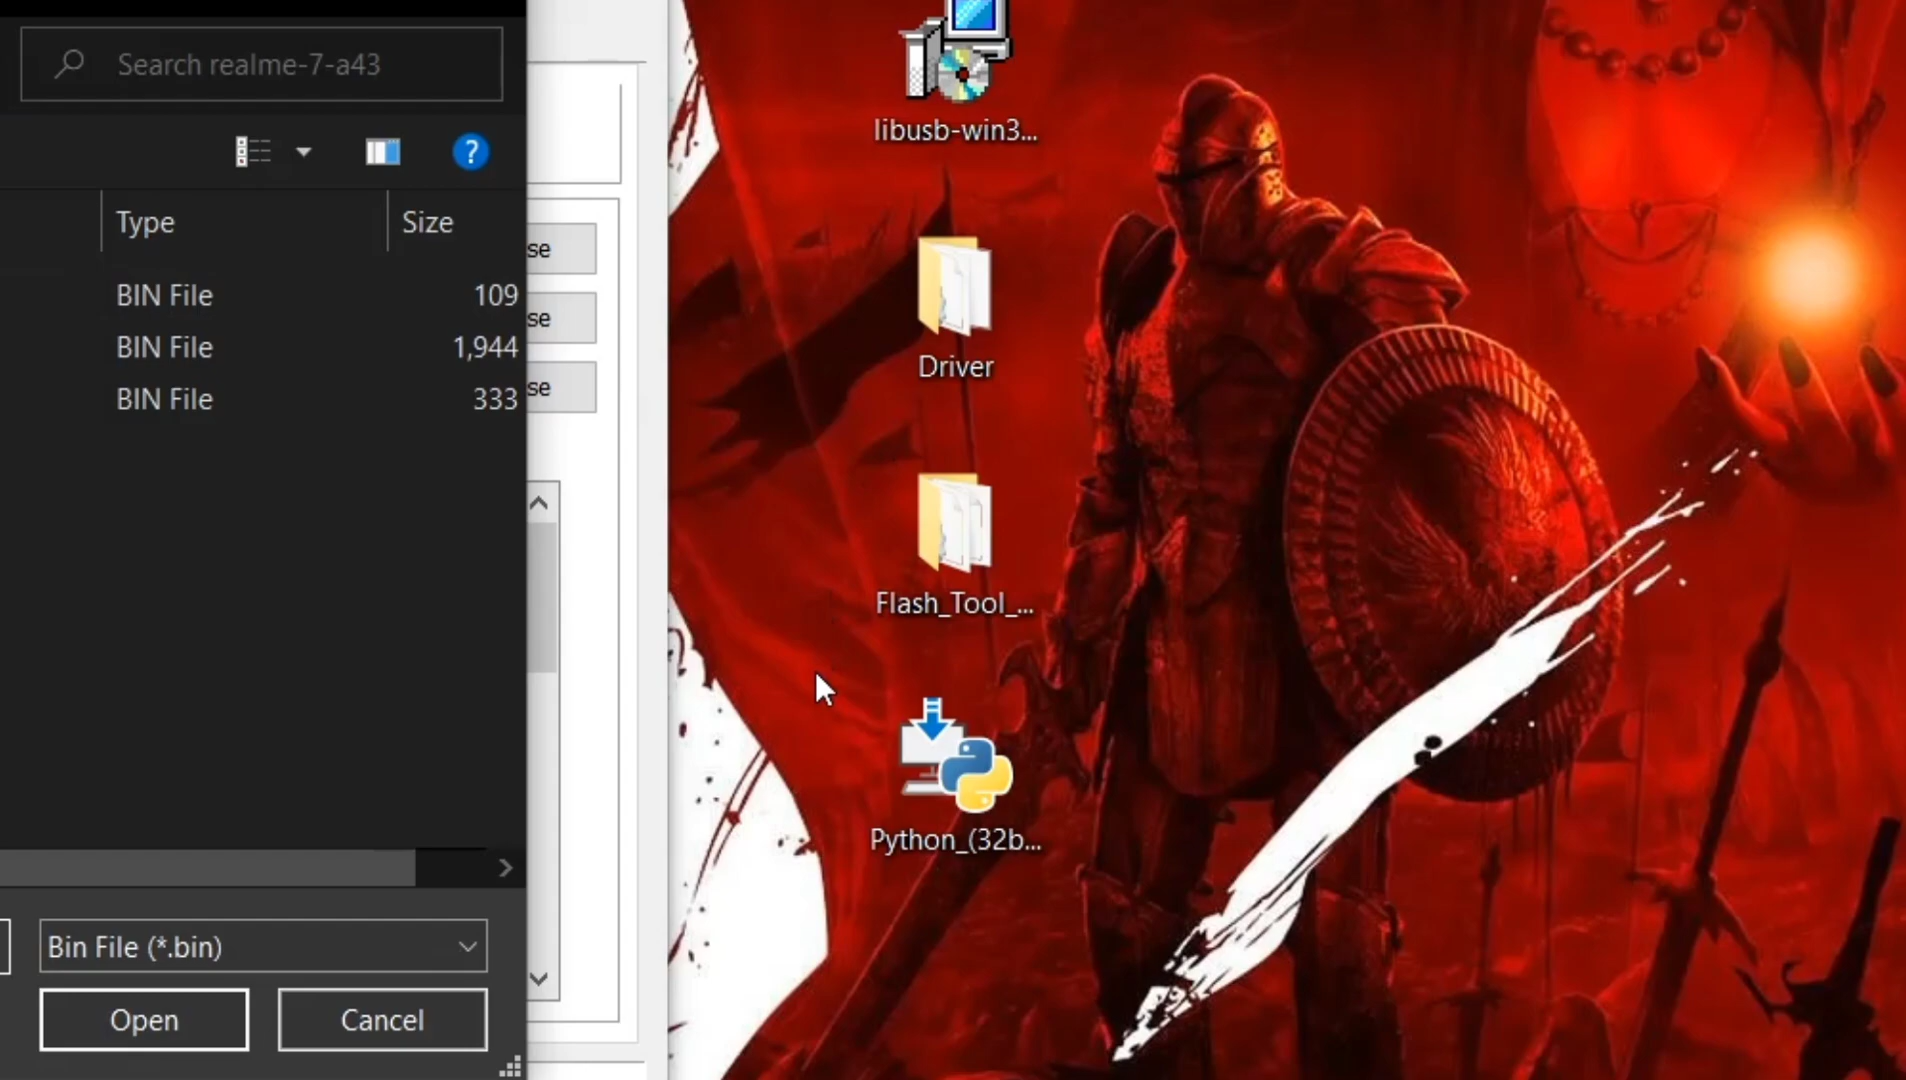 Search realme-7-a43
?
Type Size
BIN File 109
BIN File 1,944
BIN File 333
Bin File (*.bin)
Open Cancel
se
se
se
libusb-win3...
Driver
Flash_Tool_...
Python_(32b...